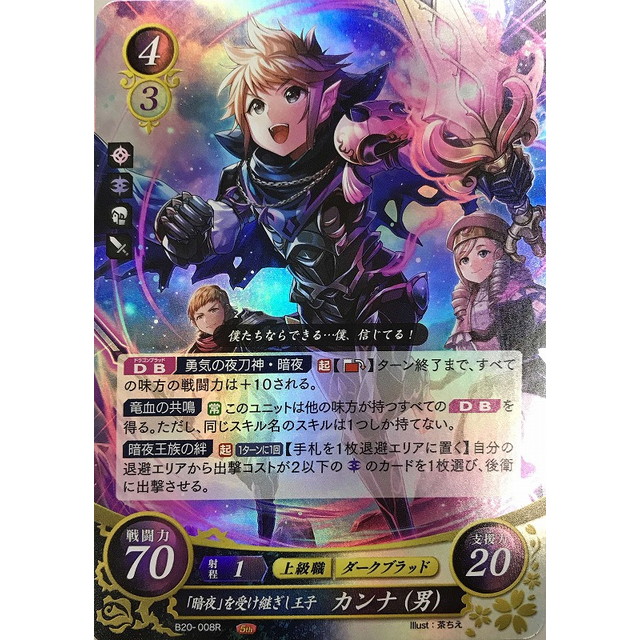 4
3
僕たちならできる…僕、信じてる！
ドラゴンブラッド
DB 勇気の夜刀神・暗夜 起【】ターン終了まで、すべて
の味方の戦闘力は+10される。
竜血の共鳴 常 このユニットは他の味方が持つすべての DB を
得る。ただし、同じスキル名のスキルは1つしか持てない。
暗夜王族の絆 起 1ターンに1回【手札を1枚退避エリアに置く】自分の
退避エリアから出撃コストが2以下の のカードを1枚選び、後衛
に出撃させる。
戦闘力
70
射程 1
上級職 ダークブラッド
支援力
20
「暗夜」を受け継ぎし王子 カンナ（男）
B20-008R 5th Illust：茶ちえ